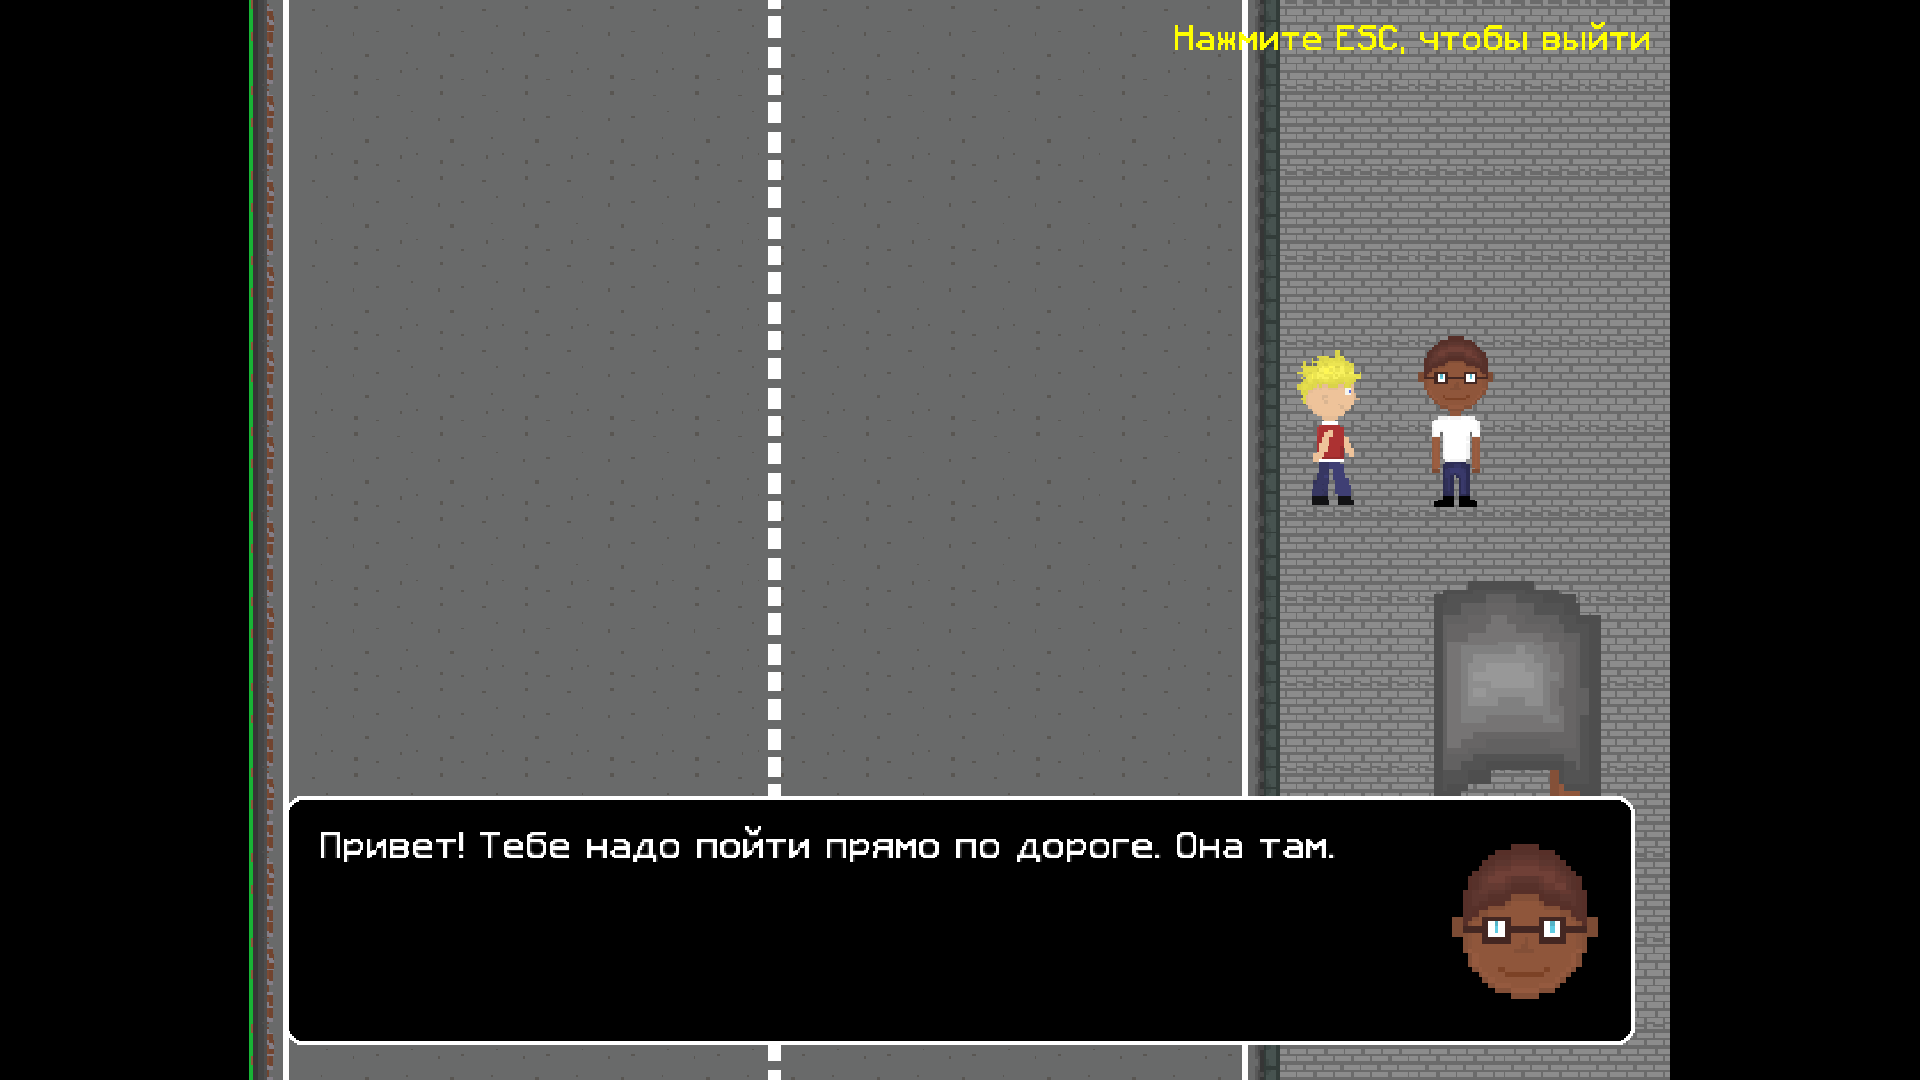 Нажмите ESC, чтобы выйти
Привет! Тебе надо пойти прямо по дороге. Она там.